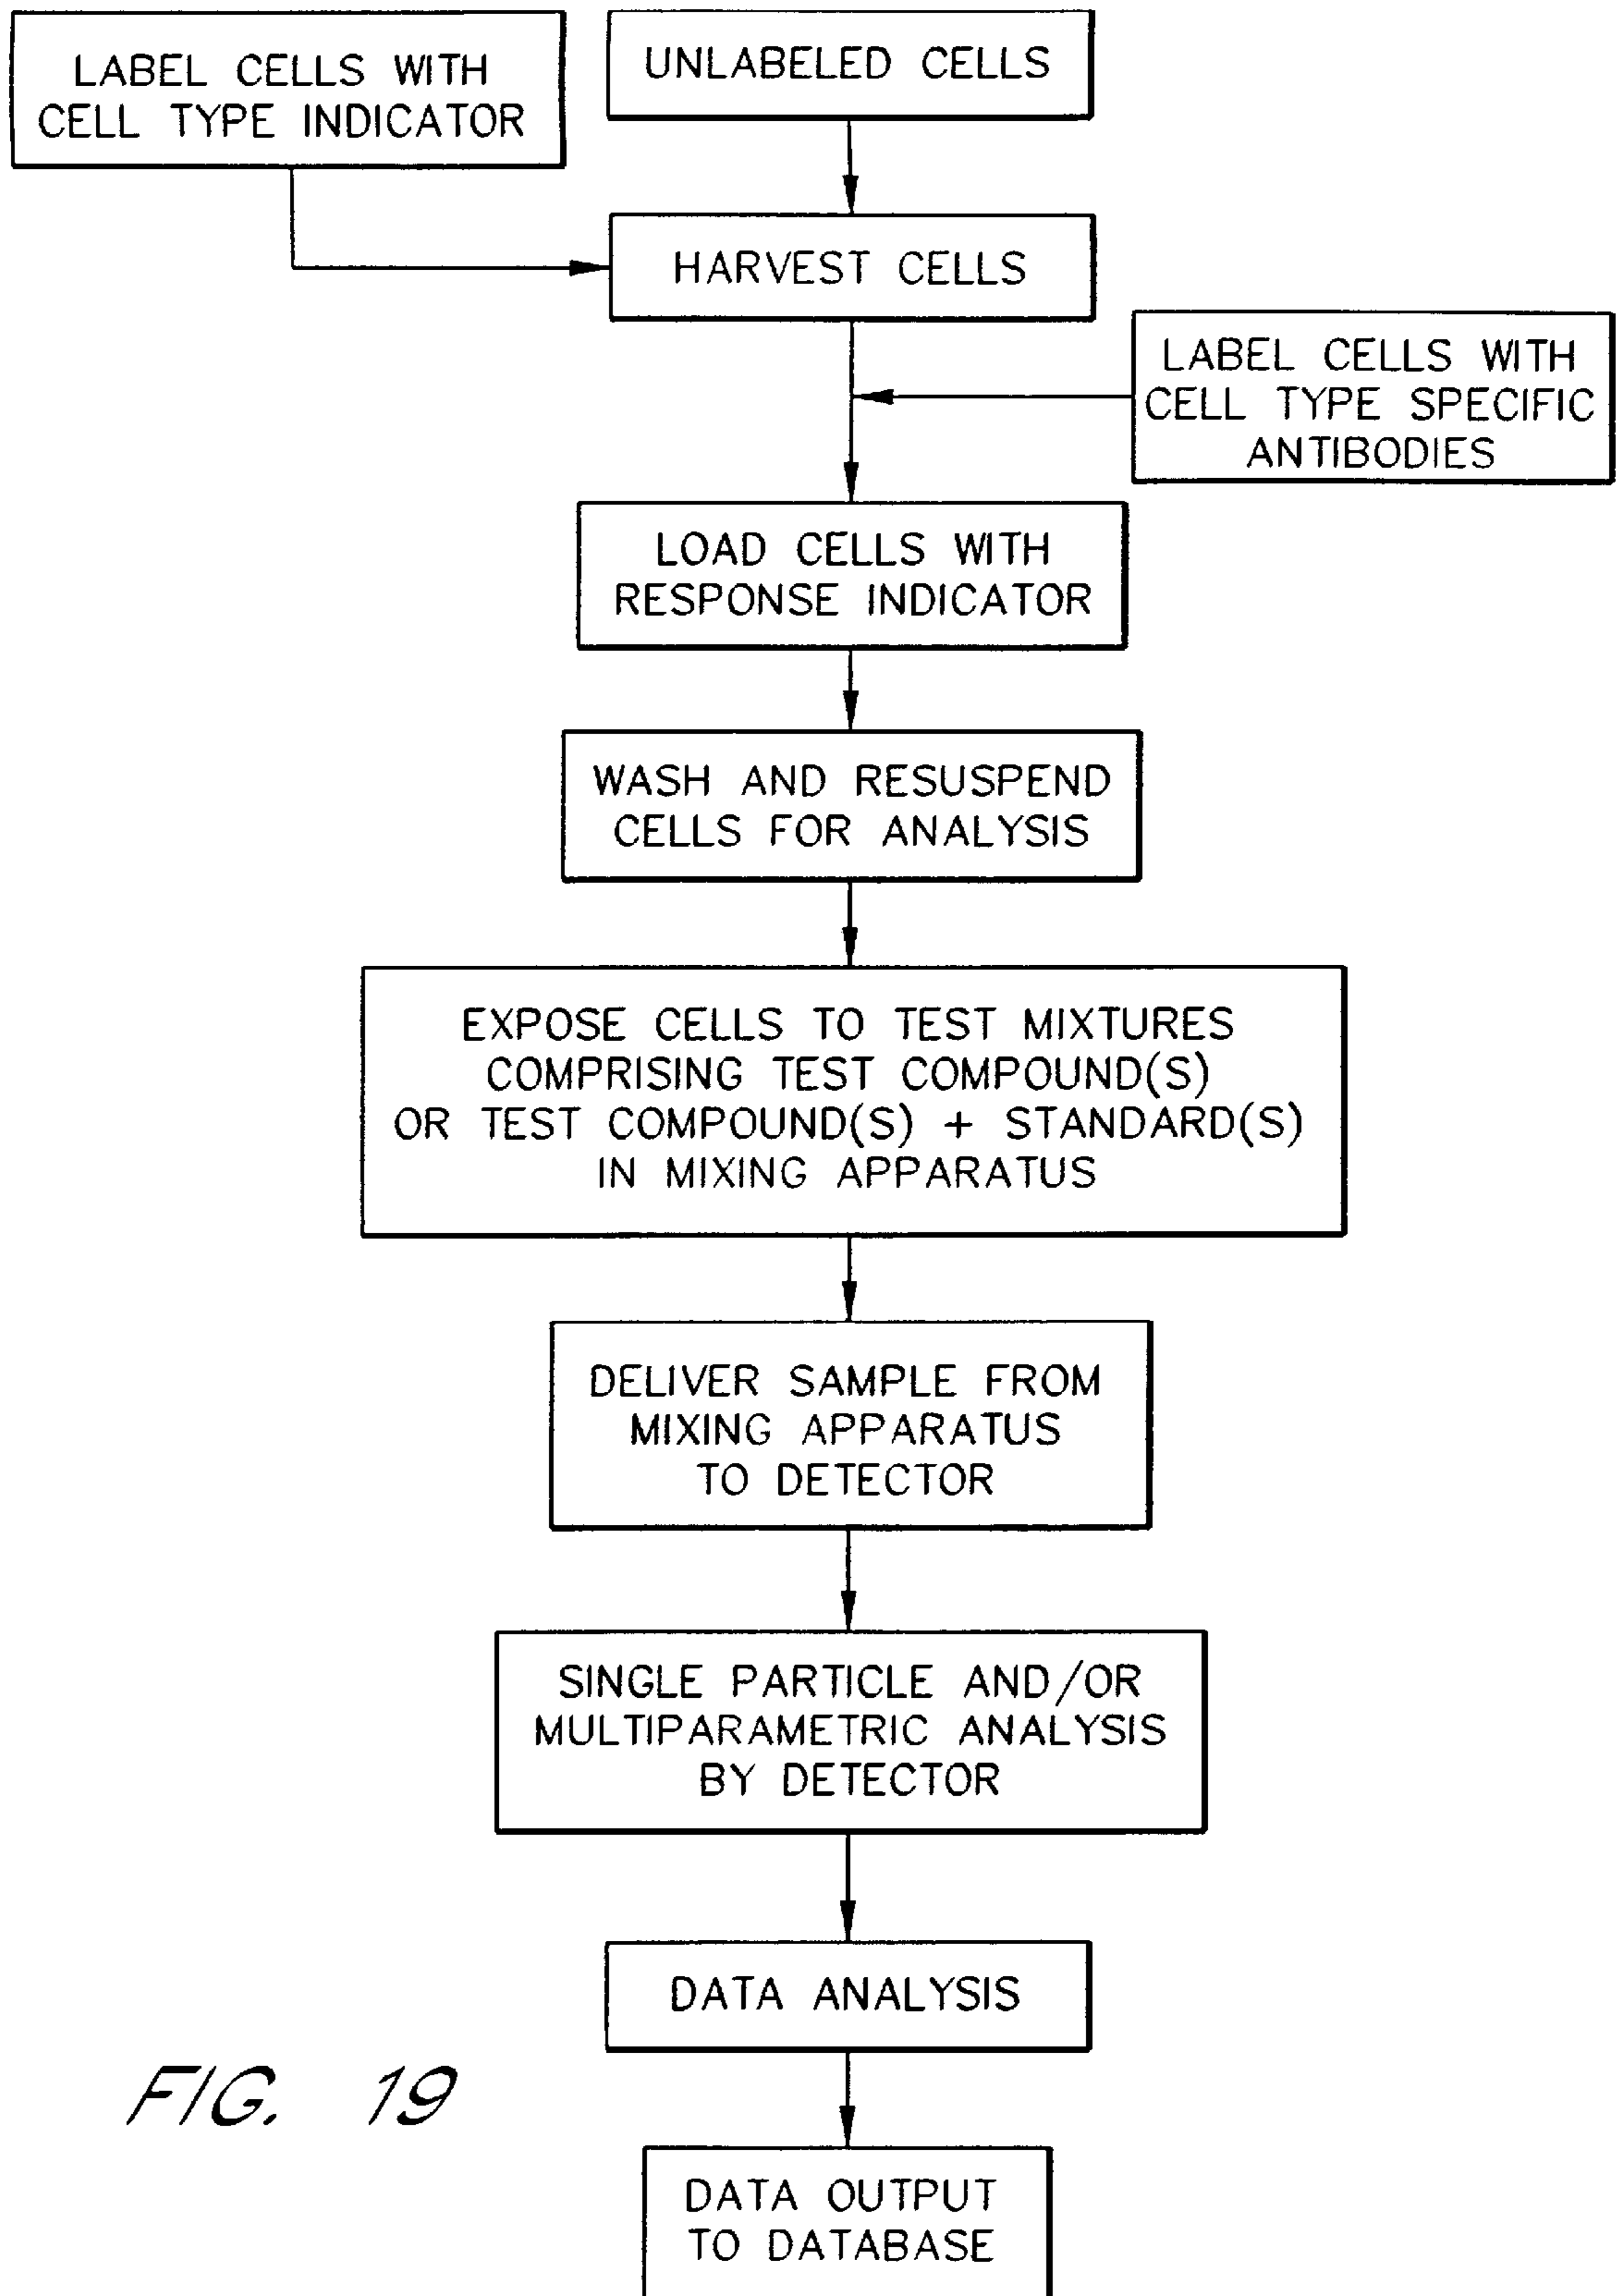 LABEL CELLS WITH
CELL TYPE INDICATOR
UNLABELED CELLS
HARVEST CELLS
LABEL CELLS WITH
CELL TYPE SPECIFIC
ANTIBODIES
LOAD CELLS WITH
RESPONSE INDICATOR
WASH AND RESUSPEND
CELLS FOR ANALYSIS
EXPOSE CELLS TO TEST MIXTURES
COMPRISING TEST COMPOUND(S)
OR TEST COMPOUND(S) + STANDARD(S)
IN MIXING APPARATUS
DELIVER SAMPLE FROM
MIXING APPARATUS
TO DETECTOR
SINGLE PARTICLE AND/OR
MULTIPARAMETRIC ANALYSIS
BY DETECTOR
DATA ANALYSIS
DATA OUTPUT
TO DATABASE
FIG. 19